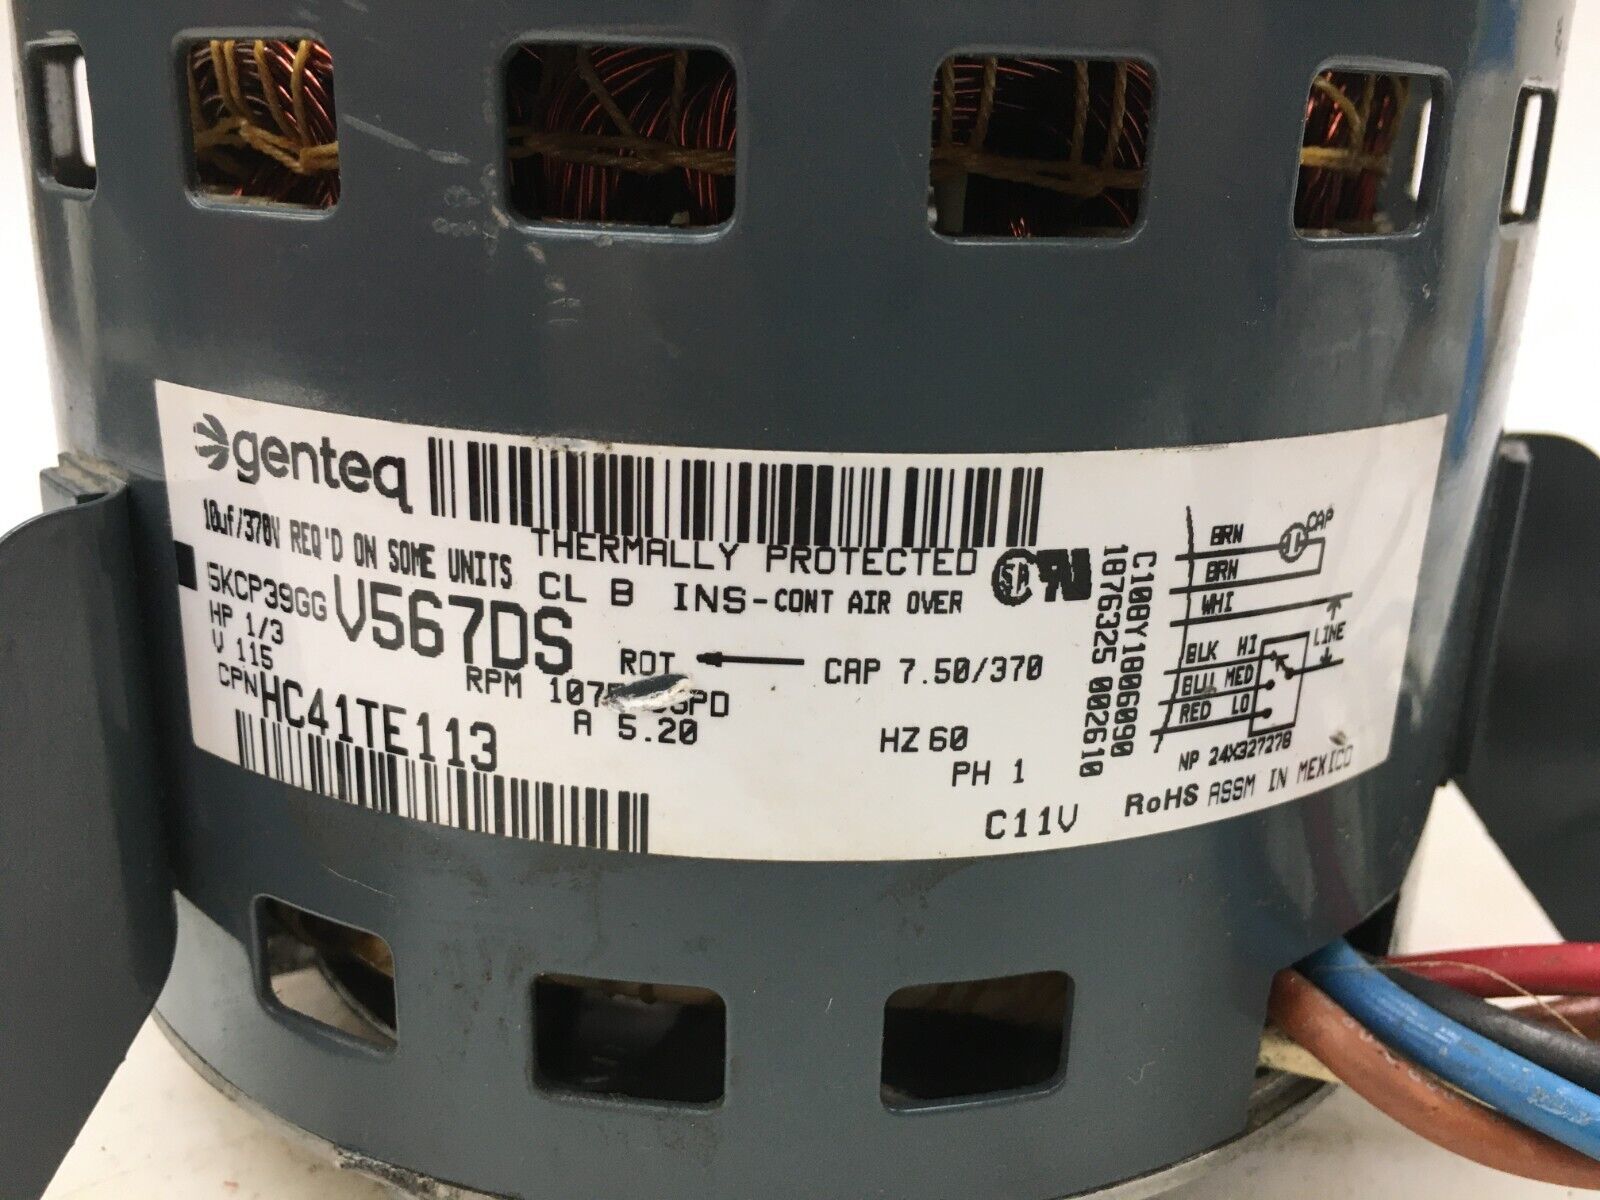 genteq
10uf/370V REQ'D ON SOME UNITS
THERMALLY PROTECTED
5KCP39GG V567DS
CL B INS-CONT AIR OVER
HP 1/3
V 115
ROT CAP 7.50/370
RPM
A 5.20
HZ 60
PH 1
CPN HC41TE113
C11V
C108Y18G6090
1876325 002610
BRN CAP
BRN
WHI
BLK HI LINE
BLU MED
RED LO
NP 24X327278
RoHS ASSM IN MEXICO